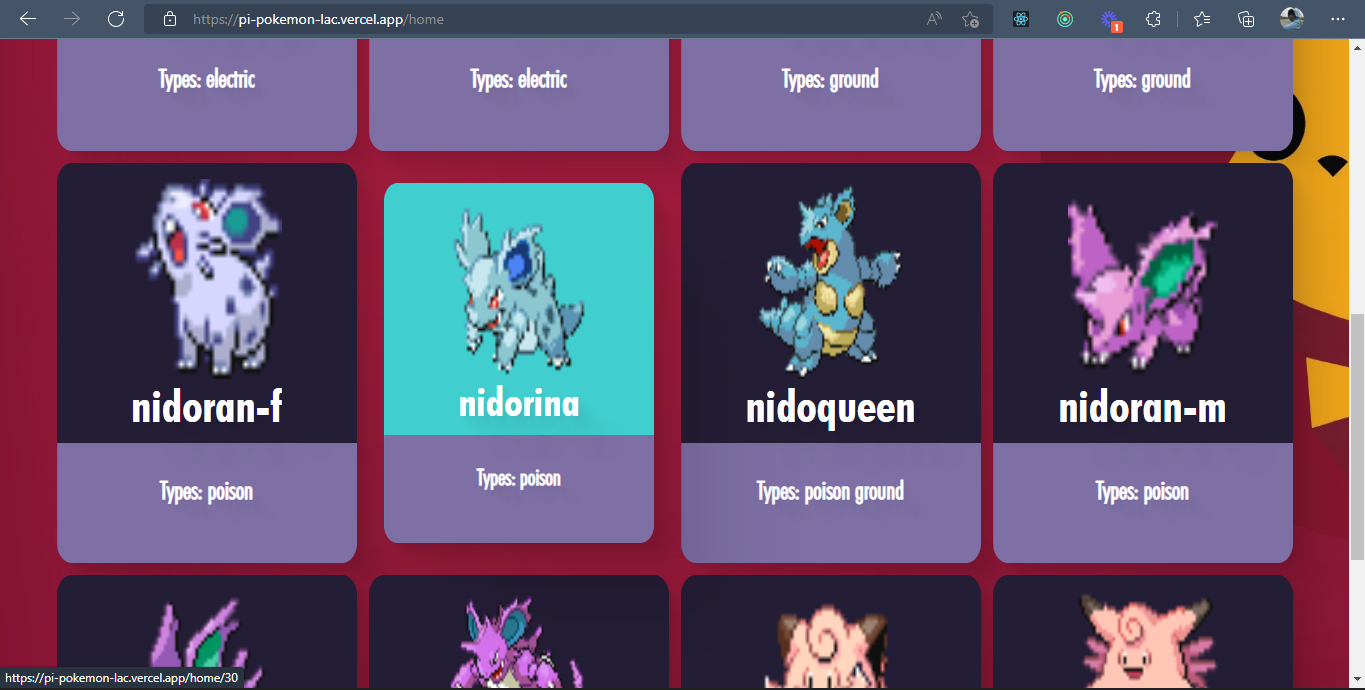 https://pi-pokemon-lac.vercel.app/home
1
Types: electric
Types: electric
Types: ground
Types: ground
nidoran-f
nidorina
nidoqueen
nidoran-m
Types: poison
Types: poison
Types: poison ground
Types: poison
https://pi-pokemon-lac.vercel.app/home/30